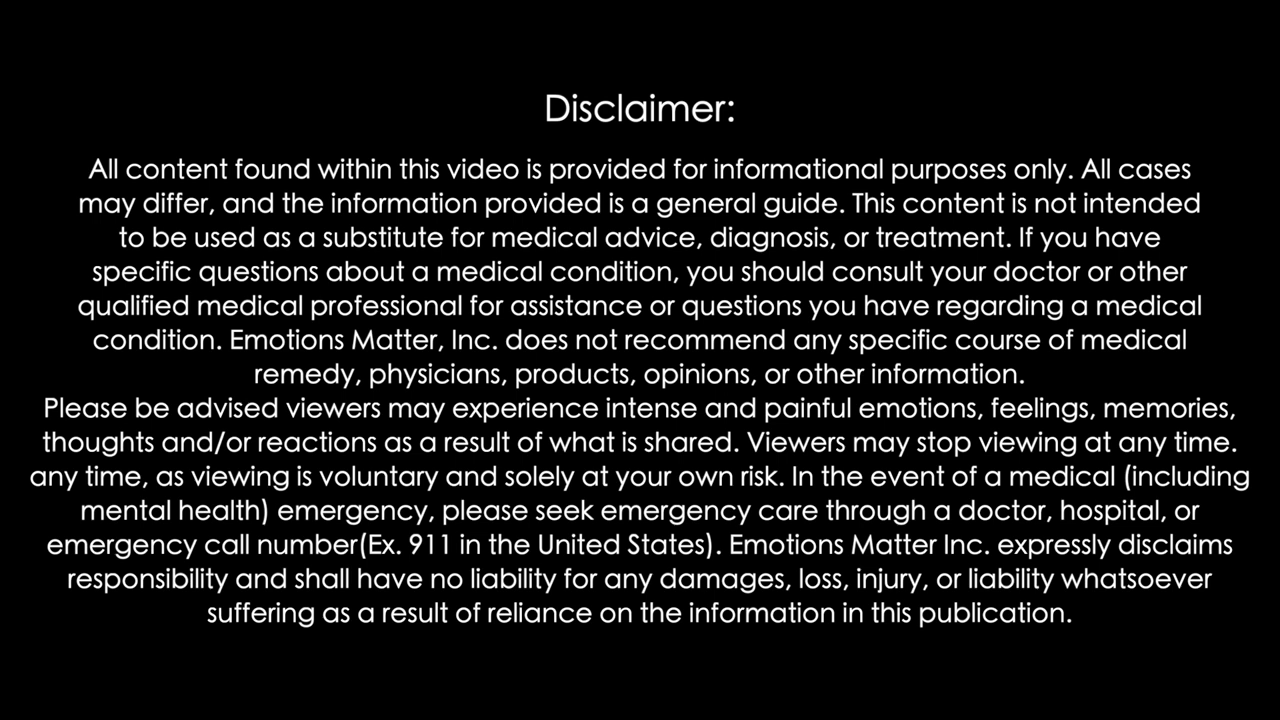 Disclaimer:
All content found within this video is provided for informational purposes only. All cases
may differ, and the information provided is a general guide. This content is not intended
to be used as a substitute for medical advice, diagnosis, or treatment. If you have
specific questions about a medical condition, you should consult your doctor or other
qualified medical professional for assistance or questions you have regarding a medical
condition. Emotions Matter, Inc. does not recommend any specific course of medical
remedy, physicians, products, opinions, or other information.
Please be advised viewers may experience intense and painful emotions, feelings, memories,
thoughts and/or reactions as a result of what is shared. Viewers may stop viewing at any time.
any time, as viewing is voluntary and solely at your own risk. In the event of a medical (including
mental health) emergency, please seek emergency care through a doctor, hospital, or
emergency call number(Ex. 911 in the United States). Emotions Matter Inc. expressly disclaims
responsibility and shall have no liability for any damages, loss, injury, or liability whatsoever
suffering as a result of reliance on the information in this publication.